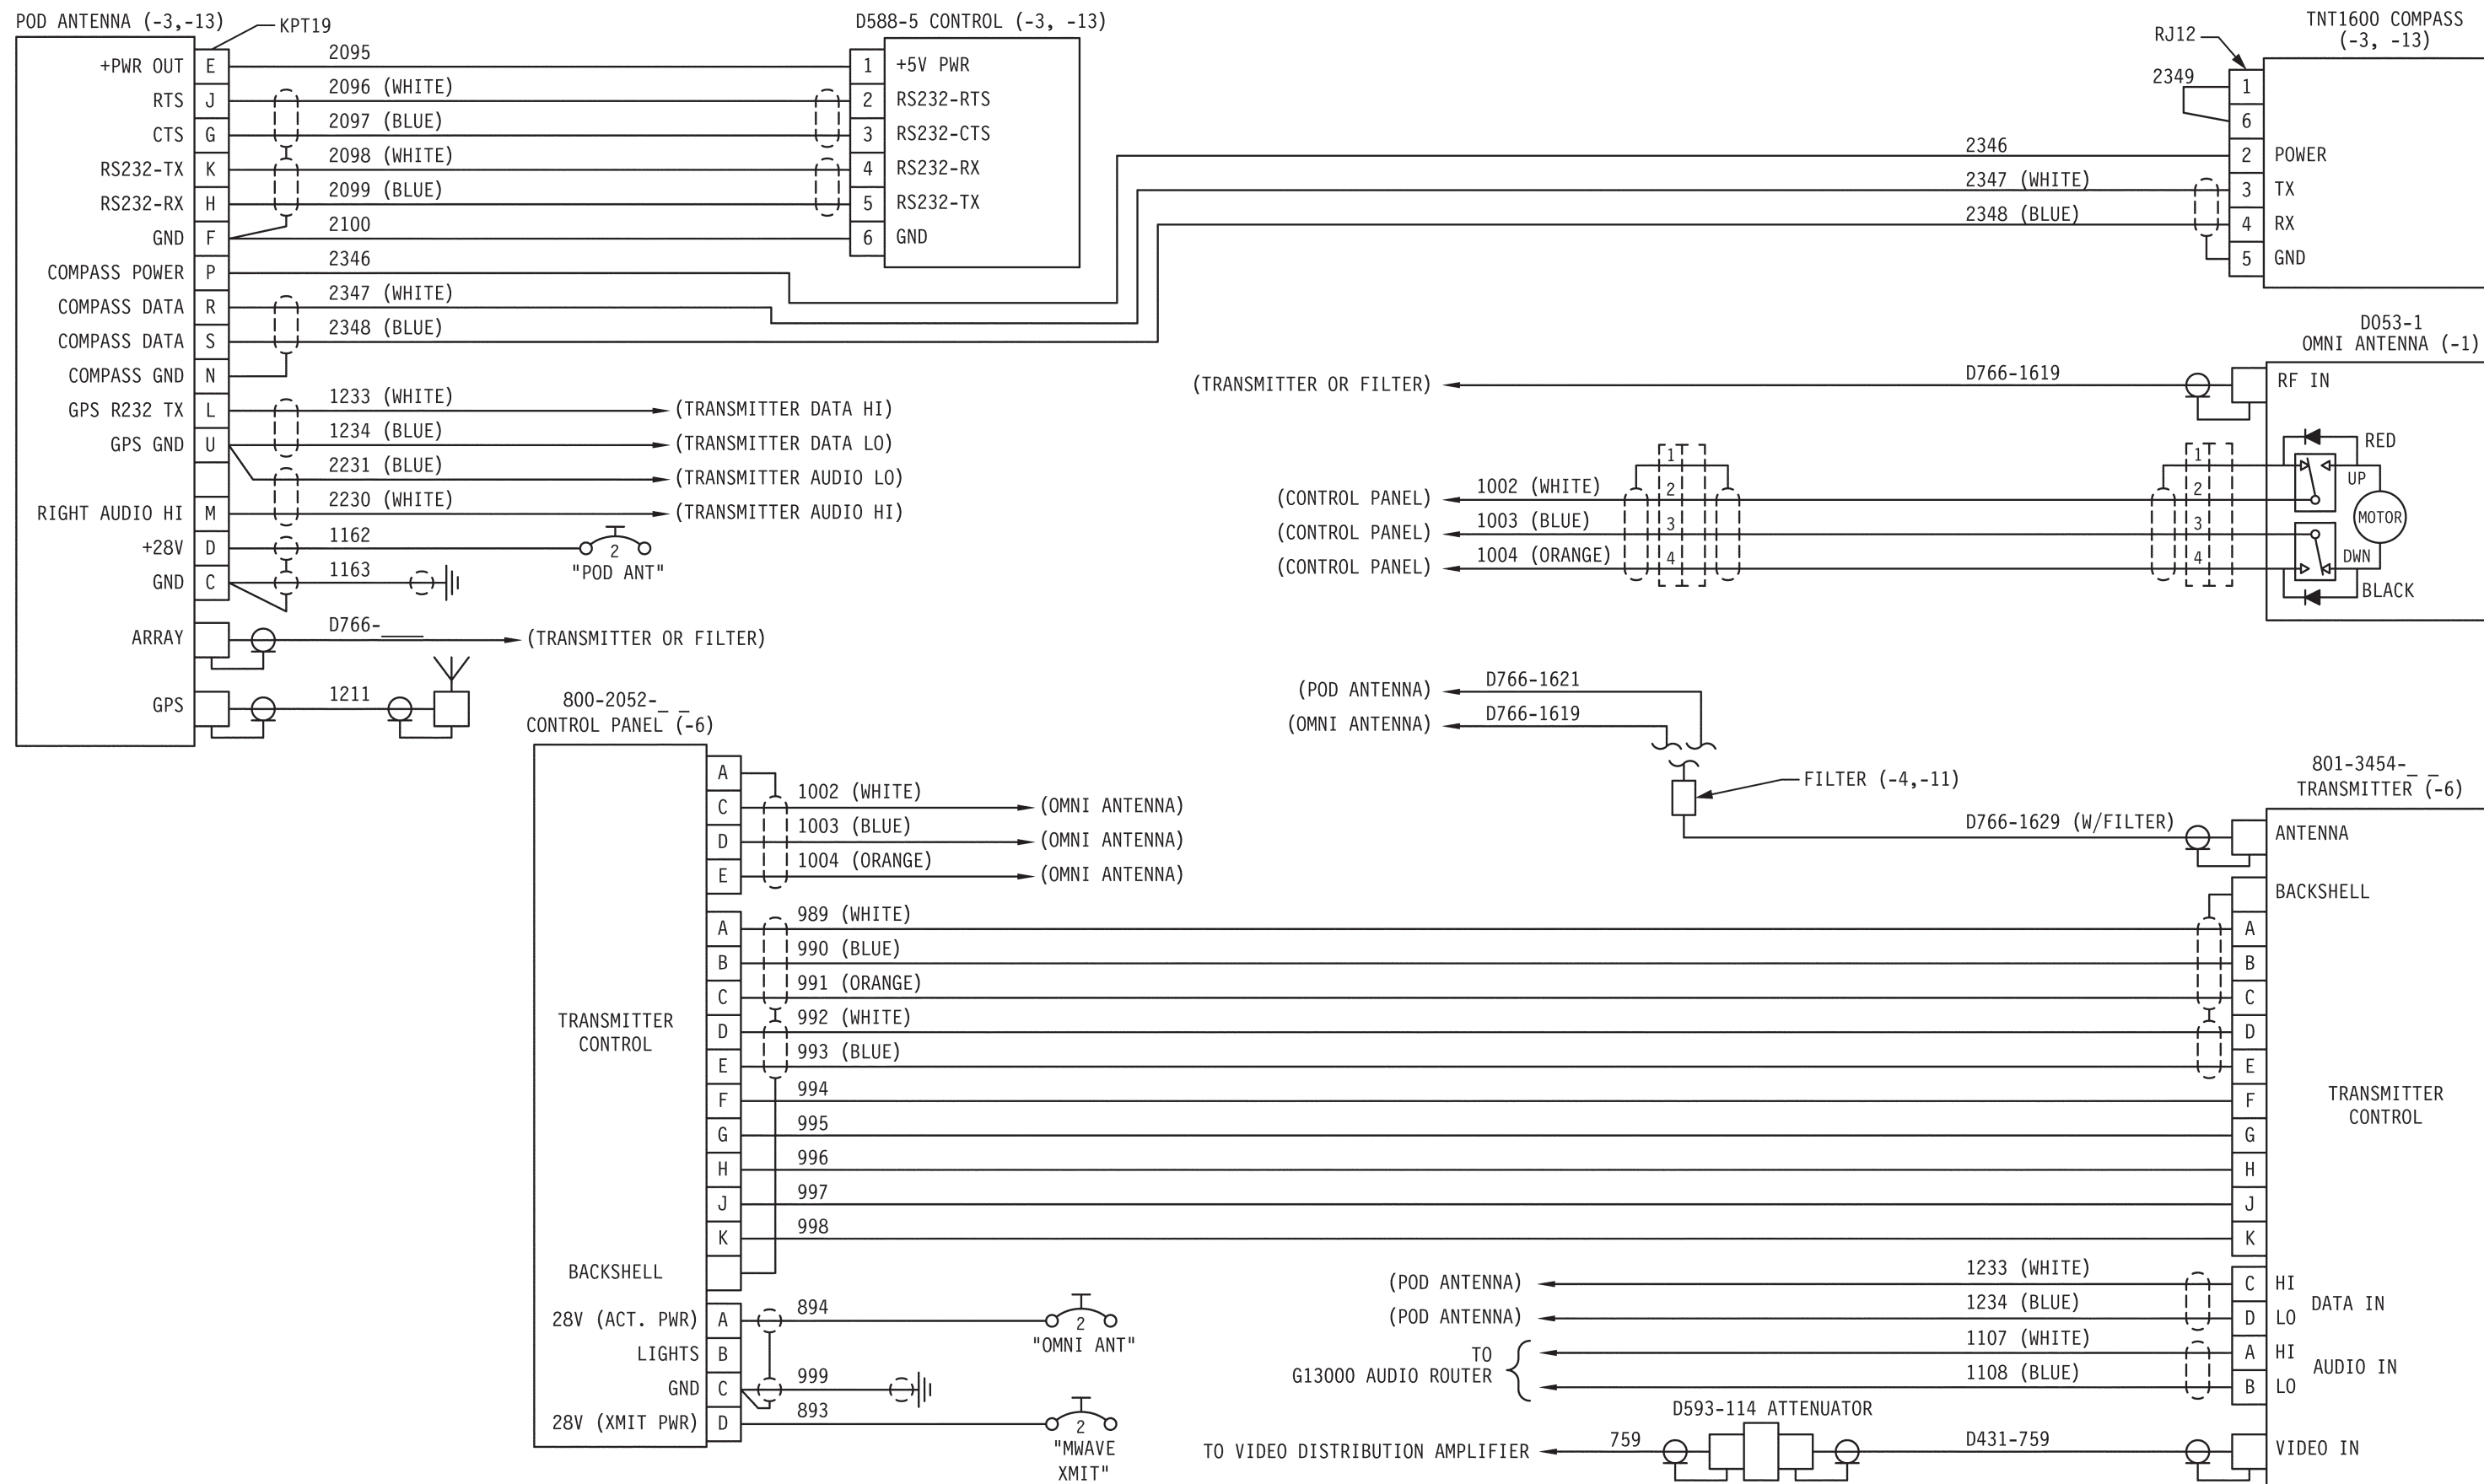 POD ANTENNA (-3,-13)
KPT19
+PWR OUT E 2095
RTS J 2096 (WHITE)
CTS G 2097 (BLUE)
RS232-TX K 2098 (WHITE)
RS232-RX H 2099 (BLUE)
GND F 2100
COMPASS POWER P 2346
COMPASS DATA R 2347 (WHITE)
COMPASS DATA S 2348 (BLUE)
COMPASS GND N
GPS R232 TX L 1233 (WHITE) (TRANSMITTER DATA HI)
GPS GND U 1234 (BLUE) (TRANSMITTER DATA LO)
2231 (BLUE) (TRANSMITTER AUDIO LO)
RIGHT AUDIO HI M 2230 (WHITE) (TRANSMITTER AUDIO HI)
+28V D 1162 2
"POD ANT"
GND C 1163
ARRAY D766-____ (TRANSMITTER OR FILTER)
GPS 1211
D588-5 CONTROL (-3, -13)
1 +5V PWR
2 RS232-RTS
3 RS232-CTS
4 RS232-RX
5 RS232-TX
6 GND
TNT1600 COMPASS
(-3, -13)
RJ12
2349 1
6
2346 2 POWER
2347 (WHITE) 3 TX
2348 (BLUE) 4 RX
5 GND
D053-1
OMNI ANTENNA (-1)
(TRANSMITTER OR FILTER) D766-1619 RF IN
RED
1 1
UP
(CONTROL PANEL) 1002 (WHITE) 2 2
MOTOR
(CONTROL PANEL) 1003 (BLUE) 3 3
(CONTROL PANEL) 1004 (ORANGE) 4 4 DWN
BLACK
(POD ANTENNA) D766-1621
(OMNI ANTENNA) D766-1619
FILTER (-4,-11)
800-2052-_ _
CONTROL PANEL (-6)
A
C 1002 (WHITE) (OMNI ANTENNA)
D 1003 (BLUE) (OMNI ANTENNA)
E 1004 (ORANGE) (OMNI ANTENNA)
TRANSMITTER
CONTROL
A 989 (WHITE)
B 990 (BLUE)
C 991 (ORANGE)
D 992 (WHITE)
E 993 (BLUE)
F 994
G 995
H 996
J 997
K 998
BACKSHELL
28V (ACT. PWR) A 894 2
"OMNI ANT"
LIGHTS B
GND C 999
28V (XMIT PWR) D 893 2
"MWAVE
XMIT"
801-3454-_ _
TRANSMITTER (-6)
D766-1629 (W/FILTER) ANTENNA
BACKSHELL
A
B
C
D
E
F
G
H
J
K
TRANSMITTER
CONTROL
(POD ANTENNA) 1233 (WHITE) C HI
DATA IN
(POD ANTENNA) 1234 (BLUE) D LO
TO
G13000 AUDIO ROUTER
1107 (WHITE) A HI
AUDIO IN
1108 (BLUE) B LO
D593-114 ATTENUATOR
TO VIDEO DISTRIBUTION AMPLIFIER 759 D431-759 VIDEO IN